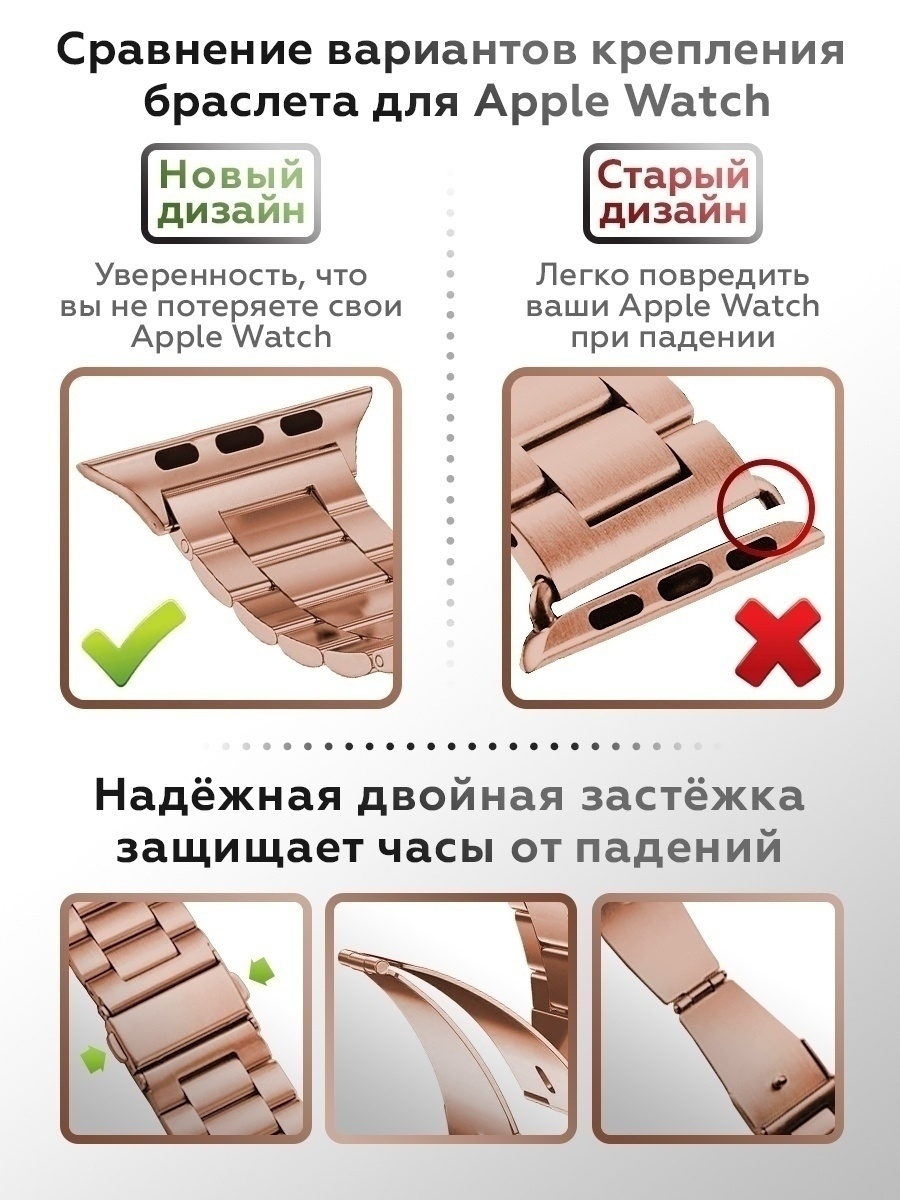 Сравнение вариантов крепления
браслета для Apple Watch
Новый
дизайн
Уверенность, что
вы не потеряете свои
Apple Watch
Старый
дизайн
Легко повредить
ваши Apple Watch
при падении
Надёжная двойная застёжка
защищает часы от падений